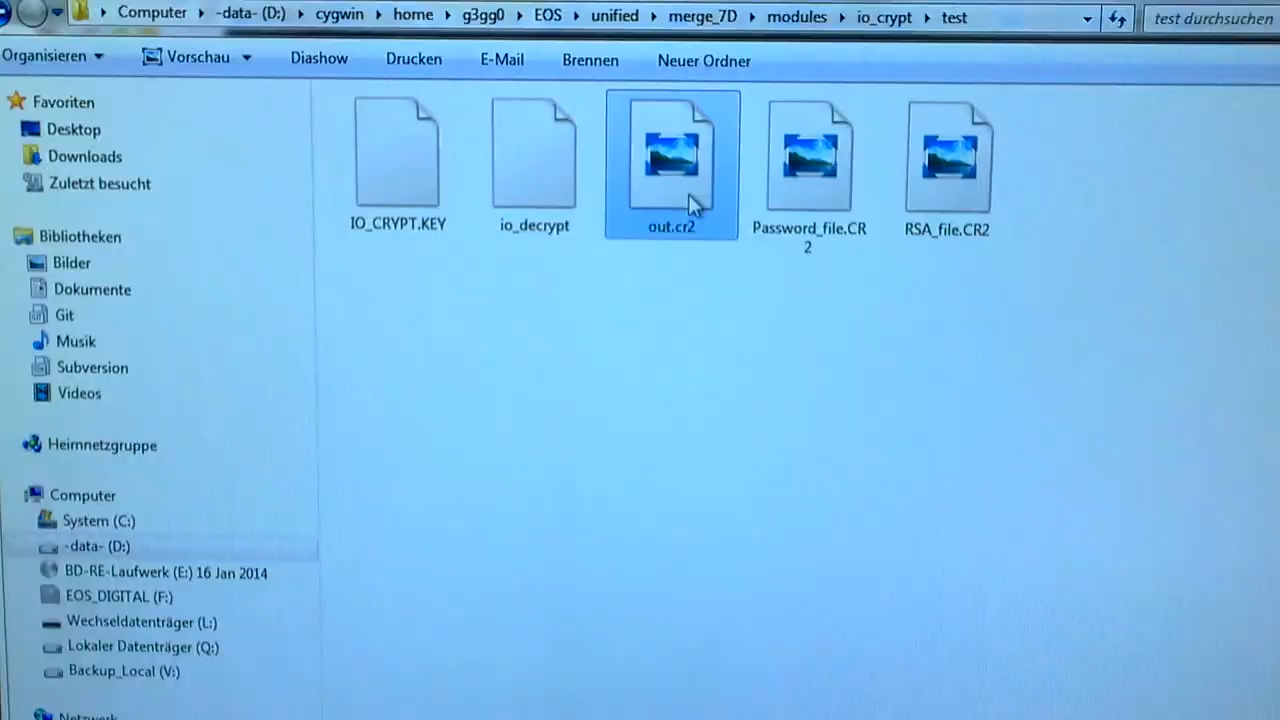 Computer -data- (D:) cygwin home g3gg0 EOS unified merge_7D modules io_crypt test test durchsuchen
Organisieren Vorschau Diashow Drucken E-Mail Brennen Neuer Ordner
Favoriten
Desktop
Downloads
Zuletzt besucht
Bibliotheken
Bilder
Dokumente
Git
Musik
Subversion
Videos
Heimnetzgruppe
Computer
System (C:)
-data- (D:)
BD-RE-Laufwerk (E:) 16 Jan 2014
EOS_DIGITAL (F:)
Wechseldatenträger (L:)
Lokaler Datenträger (Q:)
Backup_Local (V:)
Netzwerk
IO_CRYPT.KEY
io_decrypt
out.cr2
Password_file.CR
2
RSA_file.CR2